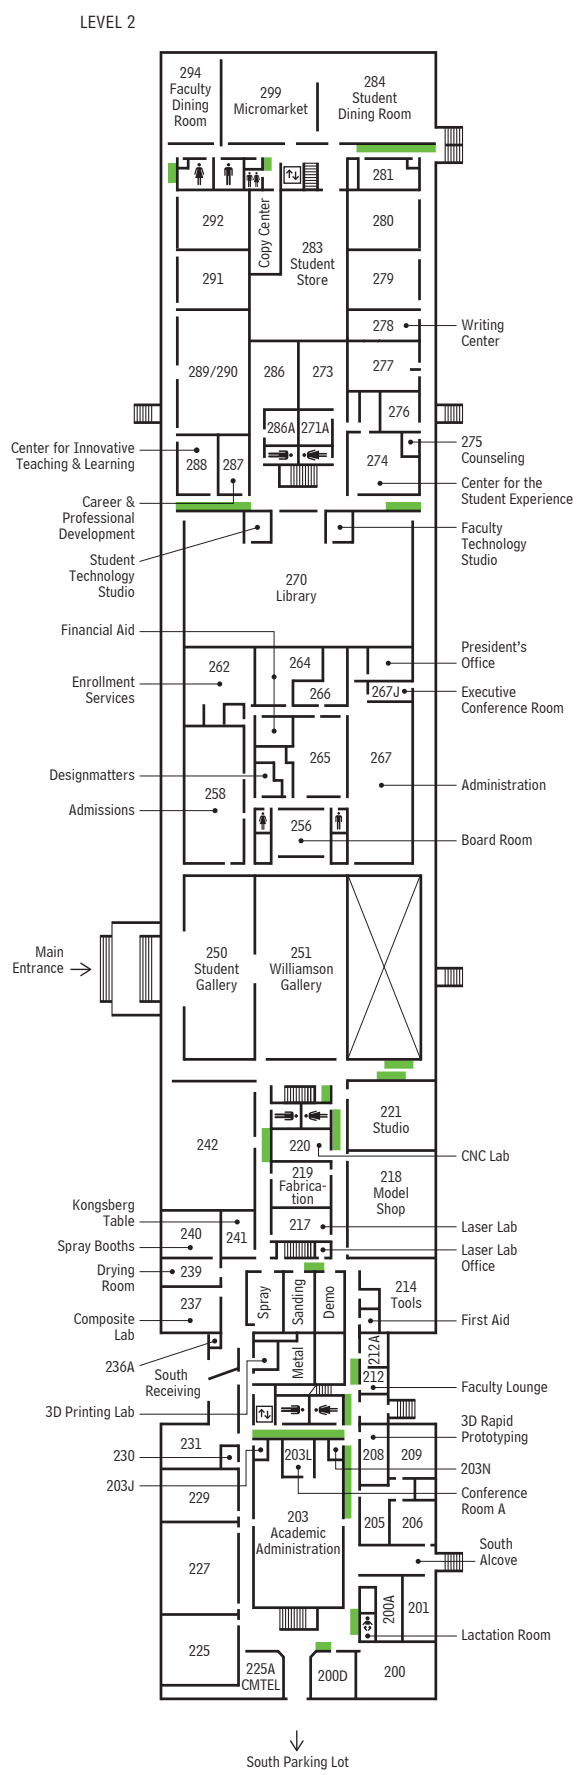 LEVEL 2
294
Faculty
Dining
Room
299
Micromarket
284
Student
Dining Room
281
292
Copy Center
283
Student
Store
280
291
279
278
Writing
Center
289/290
286
273
277
286A
271A
276
Center for Innovative
Teaching & Learning
288
287
274
275
Counseling
Center for the
Student Experience
Career &
Professional
Development
Student
Technology
Studio
Faculty
Technology
Studio
270
Library
Financial Aid
262
264
266
President's
Office
267J
Enrollment
Services
Executive
Conference Room
265
267
Designmatters
258
Administration
Admissions
256
Board Room
Main
Entrance
250
Student
Gallery
251
Williamson
Gallery
242
220
221
Studio
CNC Lab
219
Fabrica-
tion
218
Model
Shop
Kongsberg
Table
241
217
Laser Lab
Spray Booths
240
Laser Lab
Office
Drying
Room
239
Spray
Sanding
Demo
214
Tools
237
Composite
Lab
First Aid
236A
South
Receiving
Metal
212A
212
Faculty Lounge
3D Printing Lab
3D Rapid
Prototyping
231
230
203L
208
209
203N
203J
229
Conference
Room A
203
Academic
Administration
205
206
South
Alcove
227
200A
201
225
Lactation Room
225A
CMTEL
200D
200
South Parking Lot